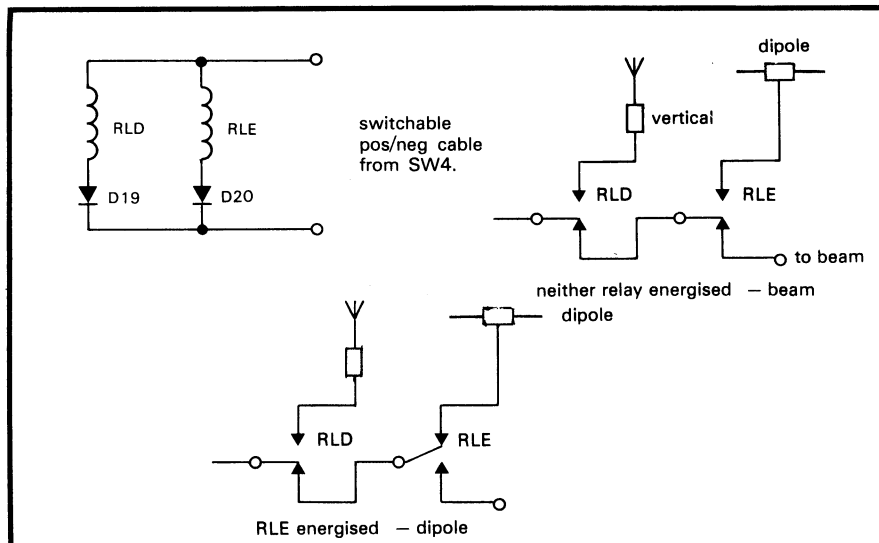 dipole
RLD
RLE
switchable
pos/neg cable
from SW4.
vertical
D19
D20
RLD
RLE
to beam
neither relay energised — beam
dipole
RLD
RLE
RLE energised — dipole